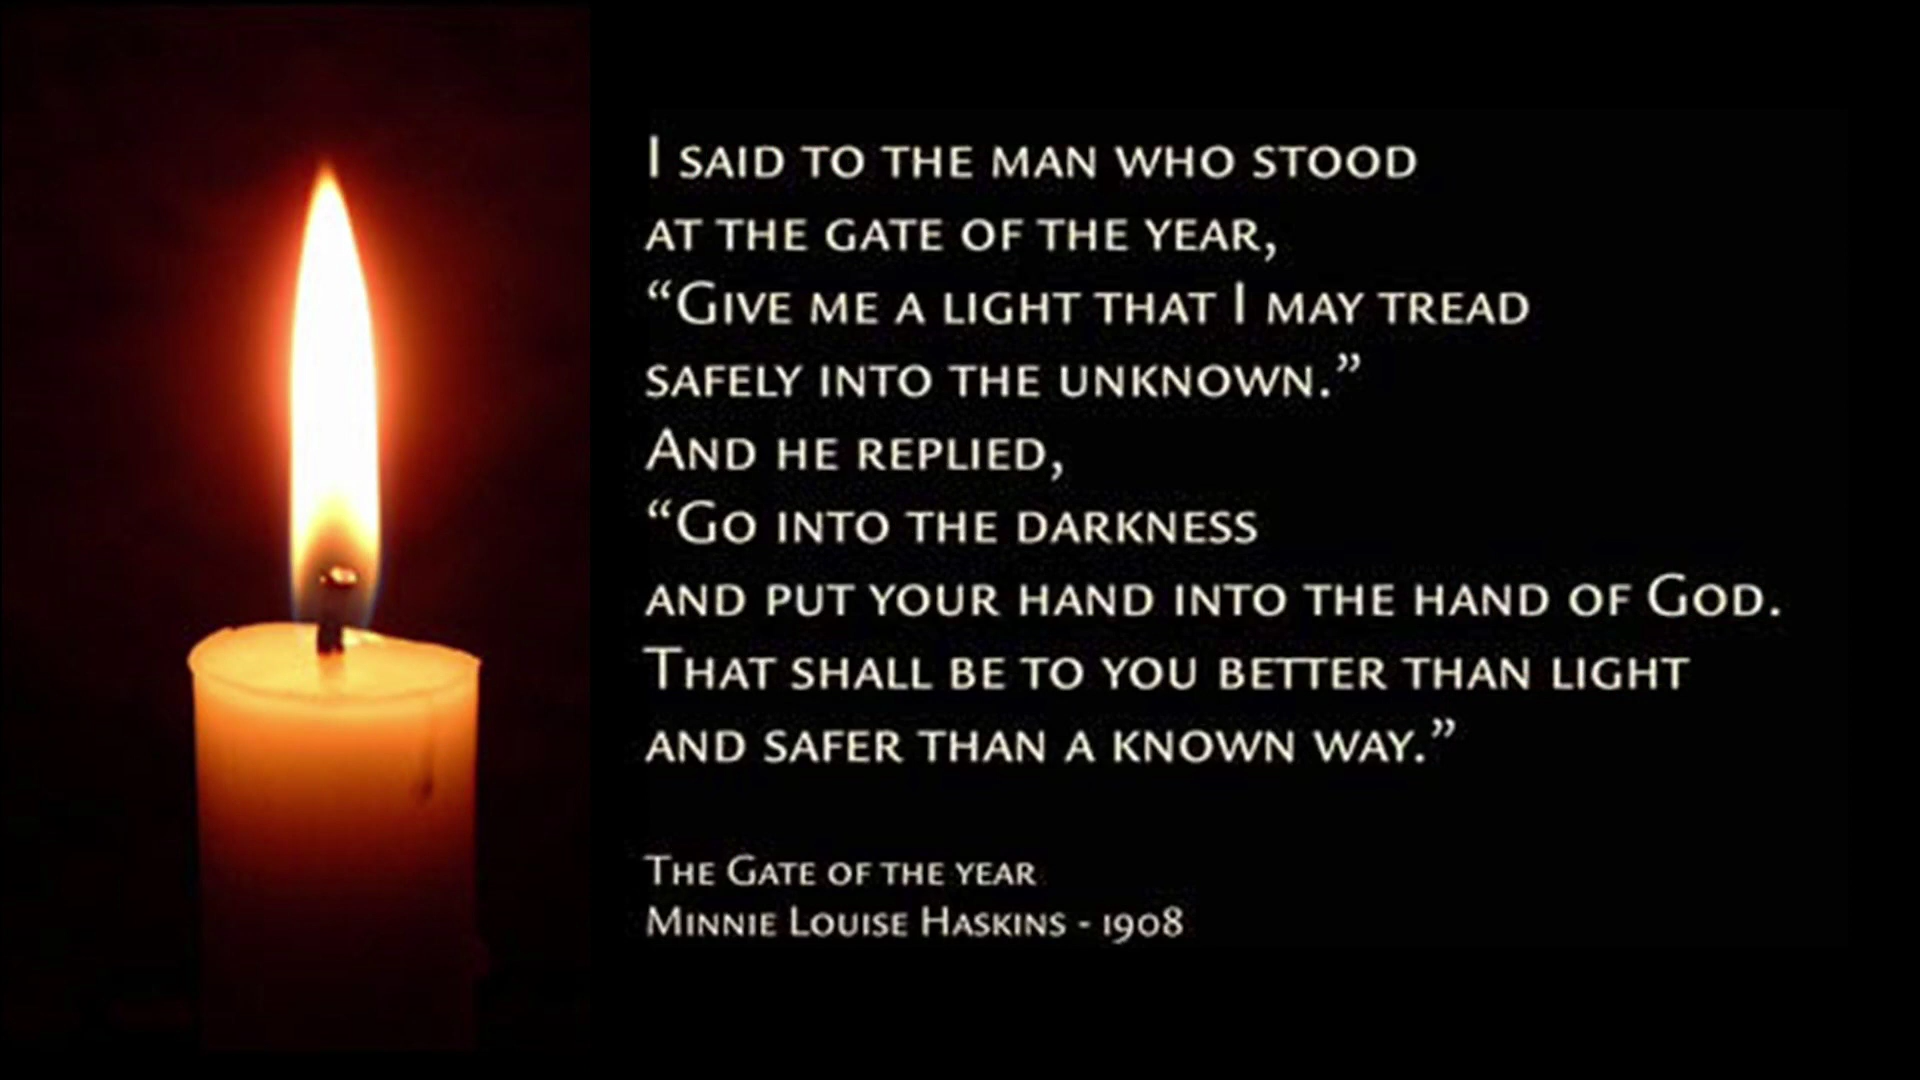 I SAID TO THE MAN WHO STOOD
AT THE GATE OF THE YEAR,
“GIVE ME A LIGHT THAT I MAY TREAD
SAFELY INTO THE UNKNOWN.”
AND HE REPLIED,
“GO INTO THE DARKNESS
AND PUT YOUR HAND INTO THE HAND OF GOD.
THAT SHALL BE TO YOU BETTER THAN LIGHT
AND SAFER THAN A KNOWN WAY.”
THE GATE OF THE YEAR
MINNIE LOUISE HASKINS - 1908